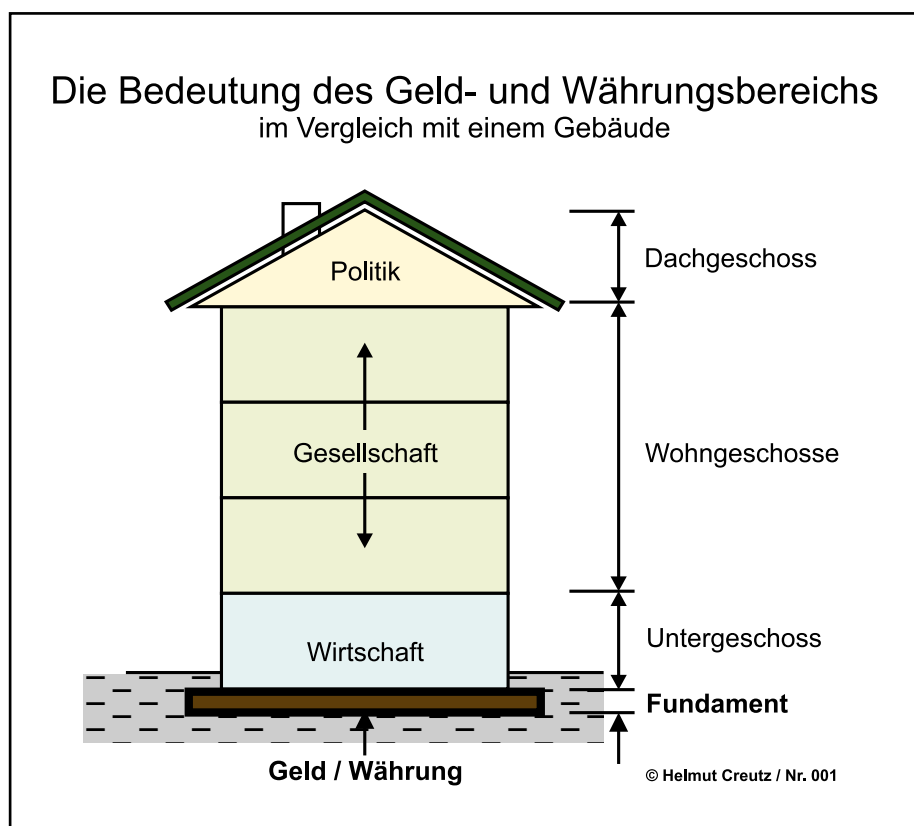 Die Bedeutung des Geld- und Währungsbereichs
im Vergleich mit einem Gebäude
Politik
Dachgeschoss
Gesellschaft
Wohngeschosse
Wirtschaft
Untergeschoss
Fundament
Geld / Währung
© Helmut Creutz / Nr. 001